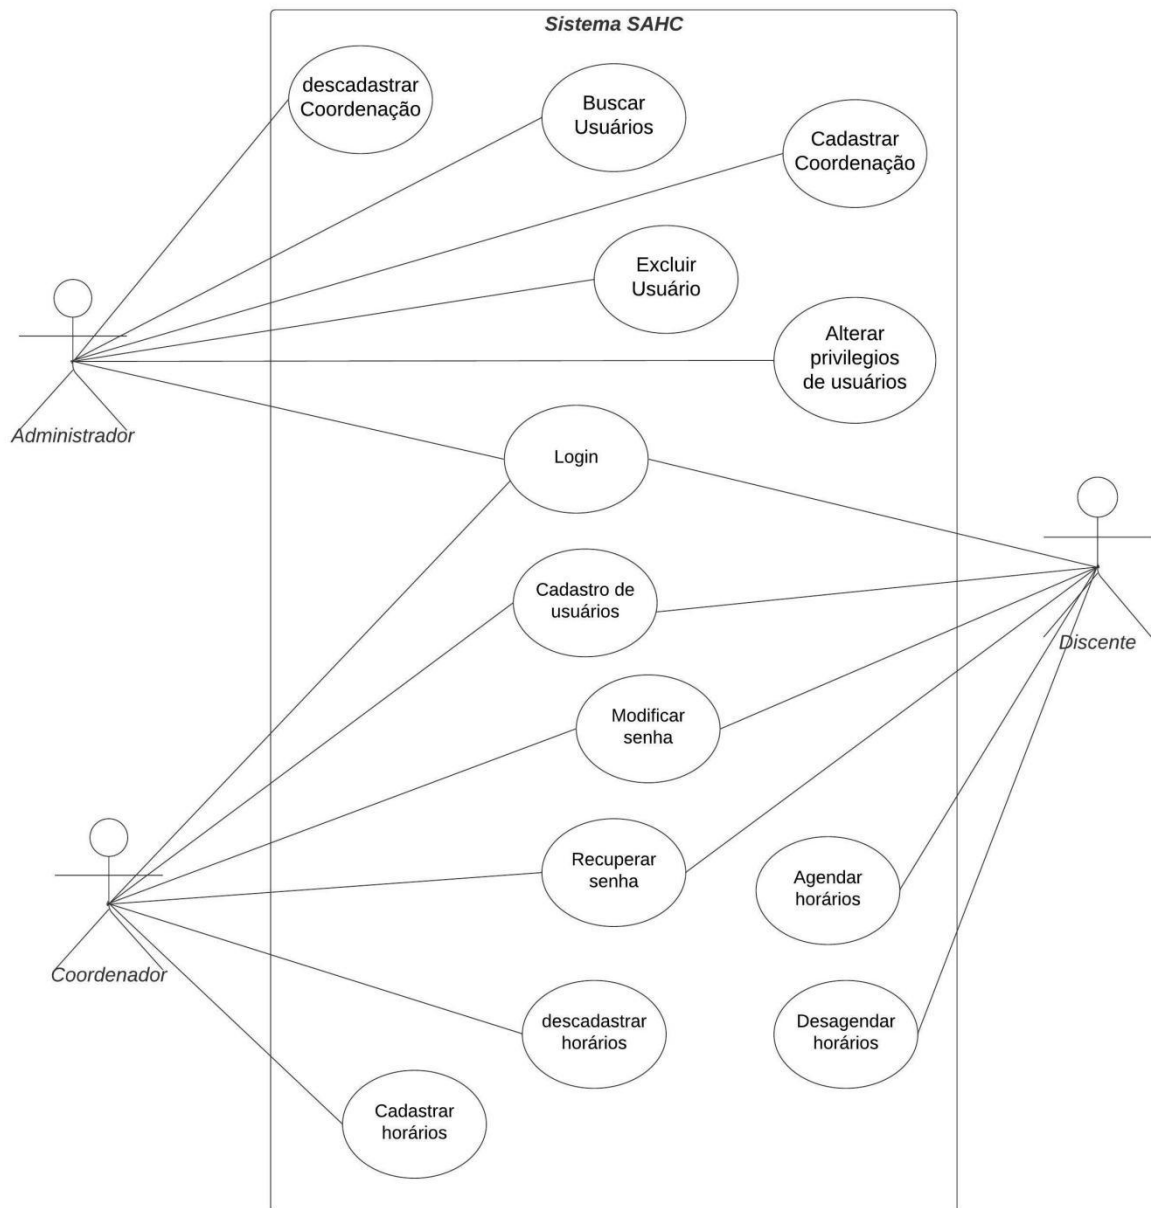 Sistema SAHC
descadastrar
Coordenação
Buscar
Usuários
Cadastrar
Coordenação
Excluir
Usuário
Alterar
privilegios
de usuários
Administrador
Login
Cadastro de
usuários
Discente
Modificar
senha
Recuperar
senha
Agendar
horários
Coordenador
descadastrar
horários
Desagendar
horários
Cadastrar
horários